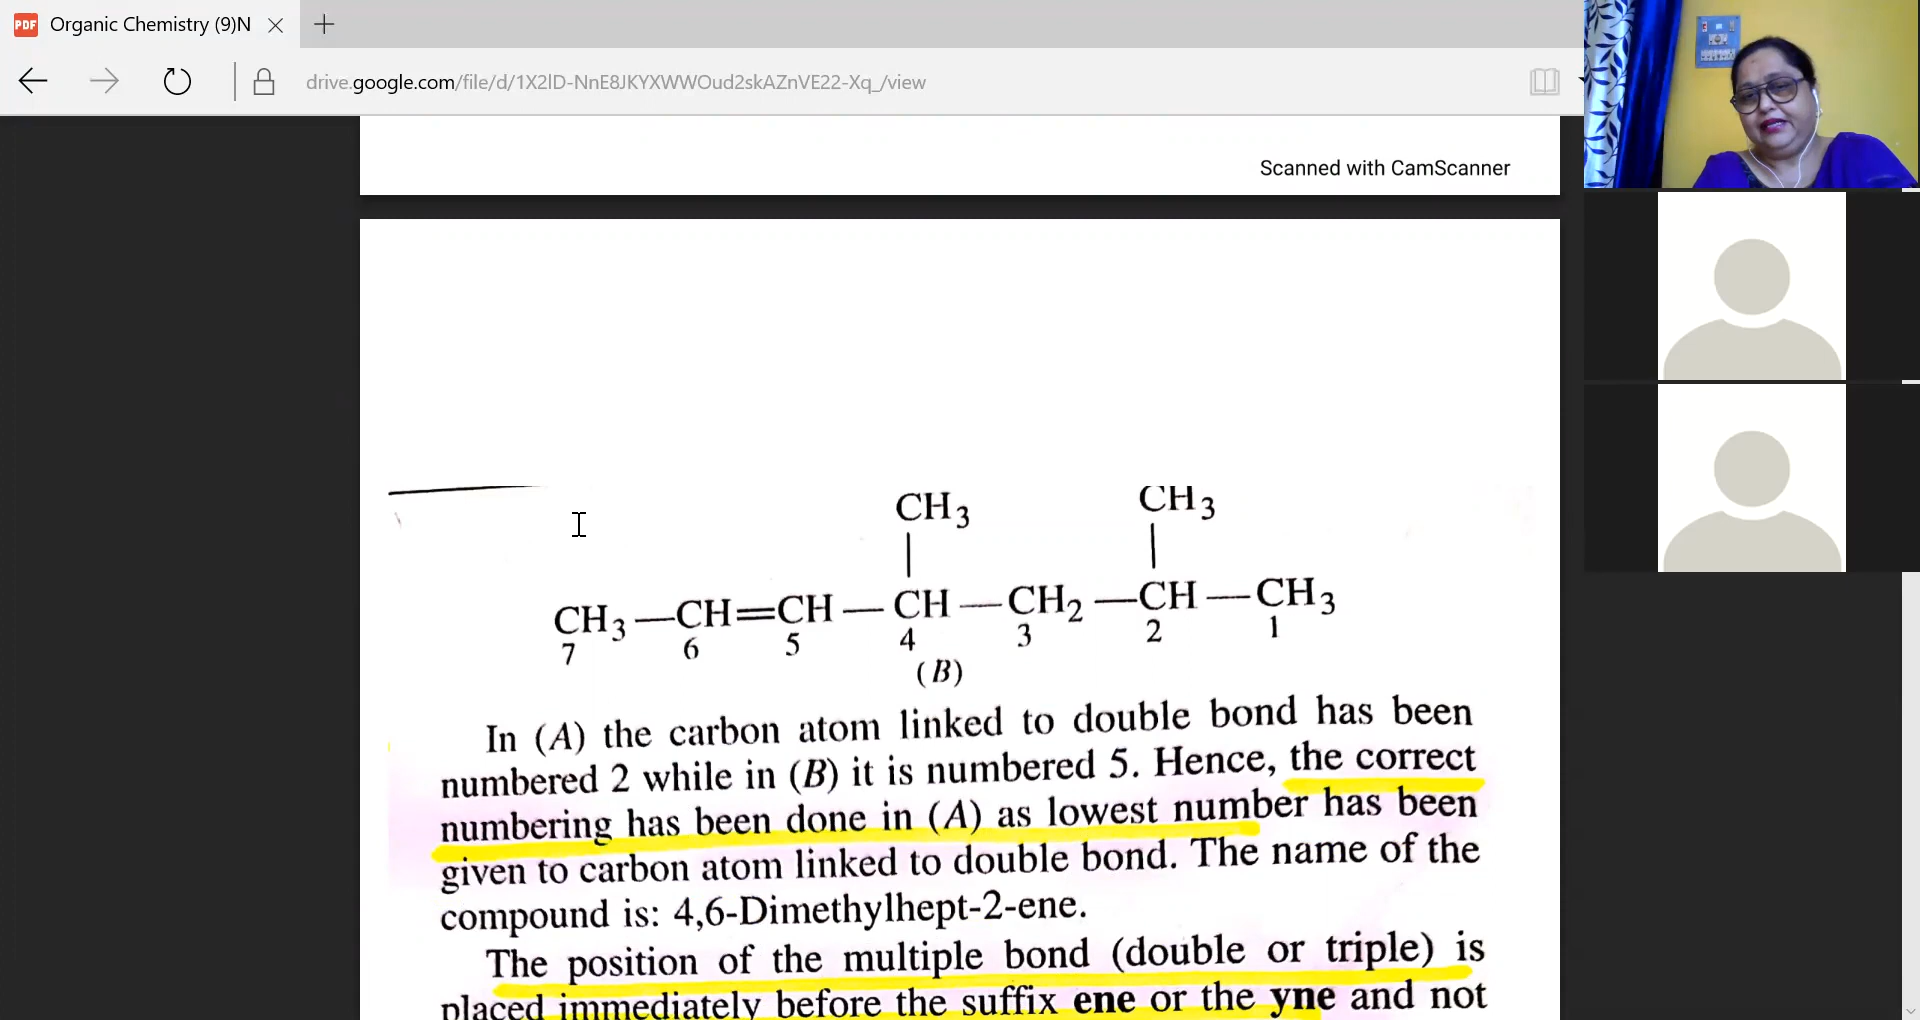 PDF Organic Chemistry (9)N
drive.google.com/file/d/1X2lD-NnE8JKYXWWOud2skAZnVE22-Xq_/view
Scanned with CamScanner
CH3 CH3
CH3—CH=CH—CH—CH2—CH—CH3
7 6 5 4 3 2 1
(B)
In (A) the carbon atom linked to double bond has been
numbered 2 while in (B) it is numbered 5. Hence, the correct
numbering has been done in (A) as lowest number has been
given to carbon atom linked to double bond. The name of the
compound is: 4,6-Dimethylhept-2-ene.
The position of the multiple bond (double or triple) is
placed immediately before the suffix ene or the yne and not